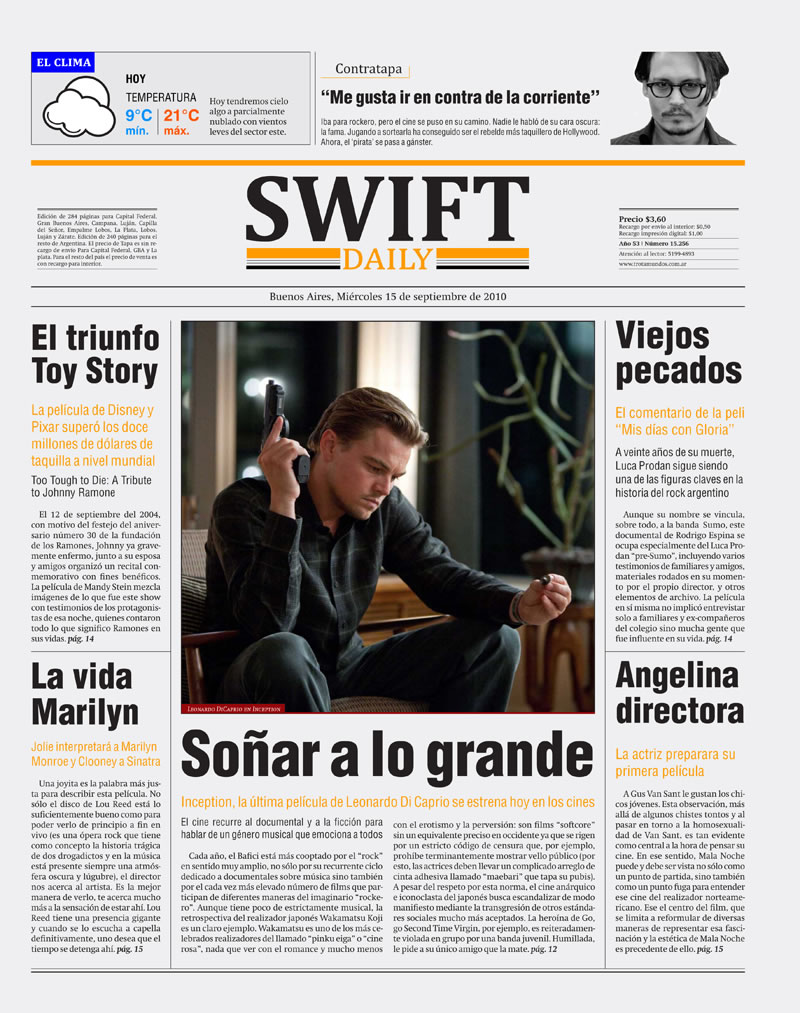 EL CLIMA
HOY
TEMPERATURA
9°C
mín.
21°C
máx.
Hoy tendremos cielo
algo a parcialmente
nublado con vientos
leves del sector este.
Contratapa
“Me gusta ir en contra de la corriente”
Iba para rockero, pero el cine se puso en su camino. Nadie le habló de su cara oscura:
la fama. Jugando a sortearla ha conseguido ser el rebelde más taquillero de Hollywood.
Ahora, el ‘pirata’ se pasa a gánster.
Edición de 284 páginas para Capital Federal,
Gran Buenos Aires, Campana, Luján, Capilla
del Señor, Empalme Lobos, La Plata, Lobos,
Luján y Zárate. Edición de 240 páginas para el
resto de Argentina. El precio de Tapa es sin re-
cargo de envío Para Capital Federal, GBA y La
plata. Para el resto del país el precio de venta es
con recargo para interior.
SWIFT
DAILY
Precio $3,60
Recargo por envío al interior: $0,50
Recargo impresión digital: $1,00
Año 53 | Número 15.256
Atención al lector: 5199-6893
www.trotamundos.com.ar
Buenos Aires, Miércoles 15 de septiembre de 2010
El triunfo
Toy Story
La película de Disney y
Pixar superó los doce
millones de dólares de
taquilla a nivel mundial
Too Tough to Die: A Tribute
to Johnny Ramone
El 12 de septiembre del 2004,
con motivo del festejo del aniver-
sario número 30 de la fundación
de los Ramones, Johnny ya grave-
mente enfermo, junto a su esposa
y amigos organizó un recital con-
memorativo con fines benéficos.
La película de Mandy Stein mezcla
imágenes de lo que fue este show
con testimonios de los protagonis-
tas de esa noche, quienes contaron
todo lo que significo Ramones en
sus vidas. pág. 14
La vida
Marilyn
Jolie interpretará a Marilyn
Monroe y Clooney a Sinatra
Una joyita es la palabra más jus-
ta para describir esta película. No
sólo el disco de Lou Reed está lo
suficientemente bueno como para
poder verlo de principio a fin en
vivo (es una ópera rock que tiene
como concepto la historia trágica
de dos drogadictos y en la música
está presente siempre una atmós-
fera oscura y lúgubre), el director
nos acerca al artista. Es la mejor
manera de verlo, te acerca mucho
más a la sensación de estar ahí. Lou
Reed tiene una presencia gigante
y cuando se lo escucha a capella
definitivamente, uno desea que el
tiempo se detenga ahí. pág. 15
Leonardo DiCaprio en Inception
Soñar a lo grande
Inception, la última película de Leonardo Di Caprio se estrena hoy en los cines
El cine recurre al documental y a la ficción para
hablar de un género musical que emociona a todos
Cada año, el Bafici está más cooptado por el “rock”
en sentido muy amplio, no sólo por su recurrente ciclo
dedicado a documentales sobre música sino también
por el cada vez más elevado número de films que par-
ticipan de diferentes maneras del imaginario “rocke-
ro”. Aunque tiene poco de estrictamente musical, la
retrospectiva del realizador japonés Wakamatsu Koji
es un claro ejemplo. Wakamatsu es uno de los más ce-
lebrados realizadores del llamado “pinku eiga” o “cine
rosa”, nada que ver con el romance y mucho menos
con el erotismo y la perversión: son films “softcore”
sin un equivalente preciso en occidente ya que se rigen
por un estricto código de censura que, por ejemplo,
prohíbe terminantemente mostrar vello público (por
esto, las actrices deben llevar un complicado arreglo de
cinta adhesiva llamado “maebari” que tapa su pubis).
A pesar del respeto por esta norma, el cine anárquico
e iconoclasta del japonés busca escandalizar de modo
manifiesto mediante la transgresión de otros estánda-
res sociales mucho más aceptados. La heroína de Go,
go Second Time Virgin, por ejemplo, es reiteradamen-
te violada en grupo por una banda juvenil. Humillada,
le pide a su único amigo que la mate. pág. 12
Viejos
pecados
El comentario de la peli
“Mis días con Gloria”
A veinte años de su muerte,
Luca Prodan sigue siendo
una de las figuras claves en la
historia del rock argentino
Aunque su nombre se vincula,
sobre todo, a la banda Sumo, este
documental de Rodrigo Espina se
ocupa especialmente del Luca Pro-
dan “pre-Sumo”, incluyendo varios
testimonios de familiares y amigos,
materiales rodados en su momen-
to por el propio director, y otros
elementos de archivo. La película
en sí misma no implicó entrevistar
solo a familiares y ex-compañeros
del colegio sino mucha gente que
fue influente en su vida. pág. 14
Angelina
directora
La actriz preparara su
primera película
A Gus Van Sant le gustan los chi-
cos jóvenes. Esta observación, más
allá de algunos chistes tontos y al
pasar en torno a la homosexuali-
dad de Van Sant, es tan evidente
como central a la hora de pensar su
cine. En ese sentido, Mala Noche
puede y debe ser vista no sólo como
un punto de partida, sino también
como un punto fuga para entender
ese cine del realizador norteame-
ricano. Ese el centro del film, que
se limita a reformular de diversas
maneras de representar esa fasci-
nación y la estética de Mala Noche
es precedente de ello. pág. 15